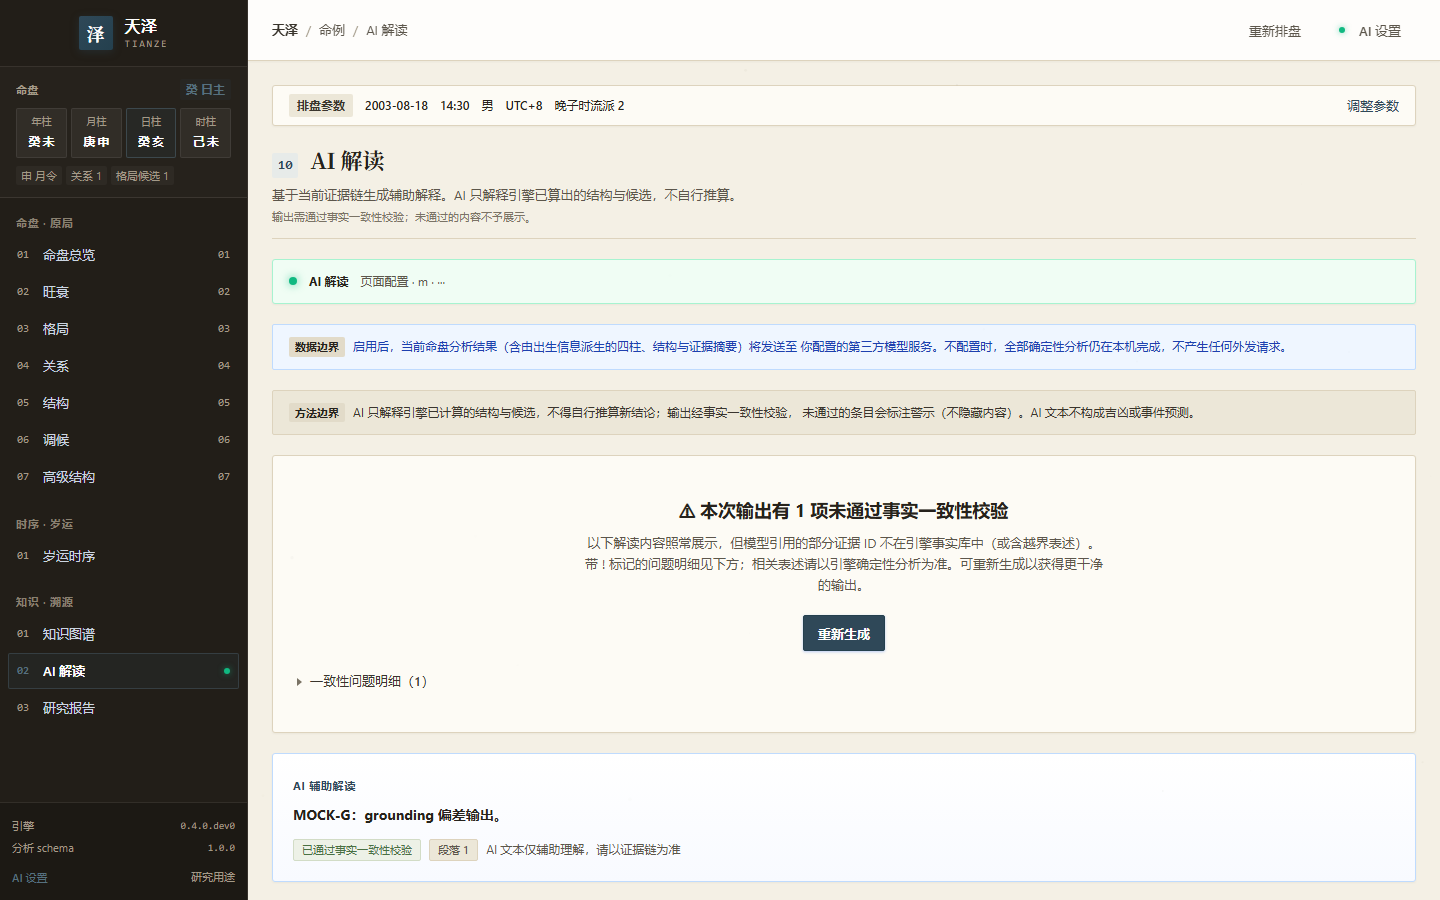 泽
天泽
TIANZE
命盘
癸 日主
年柱 月柱 日柱 时柱
癸未 庚申 癸亥 己未
申 月令 关系 1 格局候选 1
命盘 · 原局
01 命盘总览 01
02 旺衰 02
03 格局 03
04 关系 04
05 结构 05
06 调候 06
07 高级结构 07
时序 · 岁运
01 岁运时序
知识 · 溯源
01 知识图谱
02 AI 解读
03 研究报告
引擎 0.4.0.dev0
分析 schema 1.0.0
AI 设置 研究用途
天泽 / 命例 / AI 解读
重新排盘
AI 设置
排盘参数 2003-08-18 14:30 男 UTC+8 晚子时流派 2
调整参数
10 AI 解读
基于当前证据链生成辅助解释。AI 只解释引擎已算出的结构与候选，不自行推算。
输出需通过事实一致性校验；未通过的内容不予展示。
AI 解读 页面配置 · m · ···
数据边界 启用后，当前命盘分析结果（含由出生信息派生的四柱、结构与证据摘要）将发送至 你配置的第三方模型服务。不配置时，全部确定性分析仍在本机完成，不产生任何外发请求。
方法边界 AI 只解释引擎已计算的结构与候选，不得自行推算新结论；输出经事实一致性校验， 未通过的条目会标注警示（不隐藏内容）。AI 文本不构成吉凶或事件预测。
⚠ 本次输出有 1 项未通过事实一致性校验
以下解读内容照常展示，但模型引用的部分证据 ID 不在引擎事实库中（或含越界表述）。
带 ! 标记的问题明细见下方；相关表述请以引擎确定性分析为准。可重新生成以获得更干净
的输出。
重新生成
一致性问题明细（1）
AI 辅助解读
MOCK-G：grounding 偏差输出。
已通过事实一致性校验 段落 1 AI 文本仅辅助理解，请以证据链为准